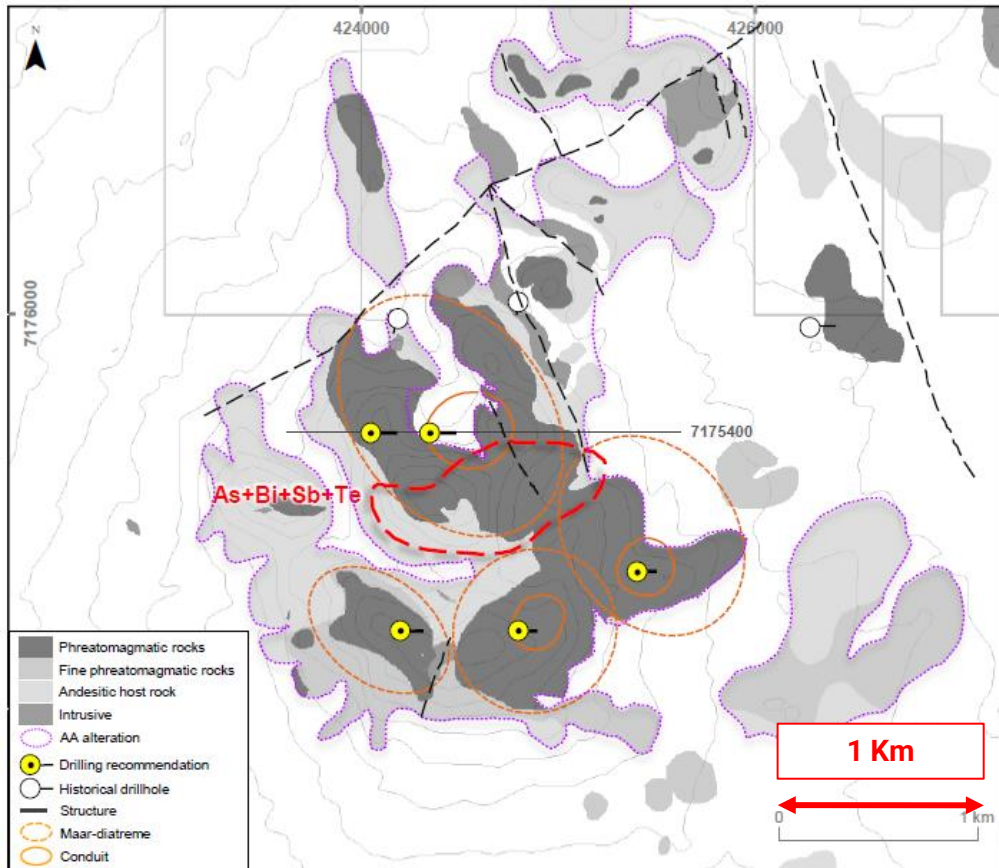 N
424000
426000
7176000
7175400
As+Bi+Sb+Te
Phreatomagmatic rocks
Fine phreatomagmatic rocks
Andesitic host rock
Intrusive
AA alteration
Drilling recommendation
Historical drillhole
Structure
Maar-diatreme
Conduit
1 Km
0
1 km